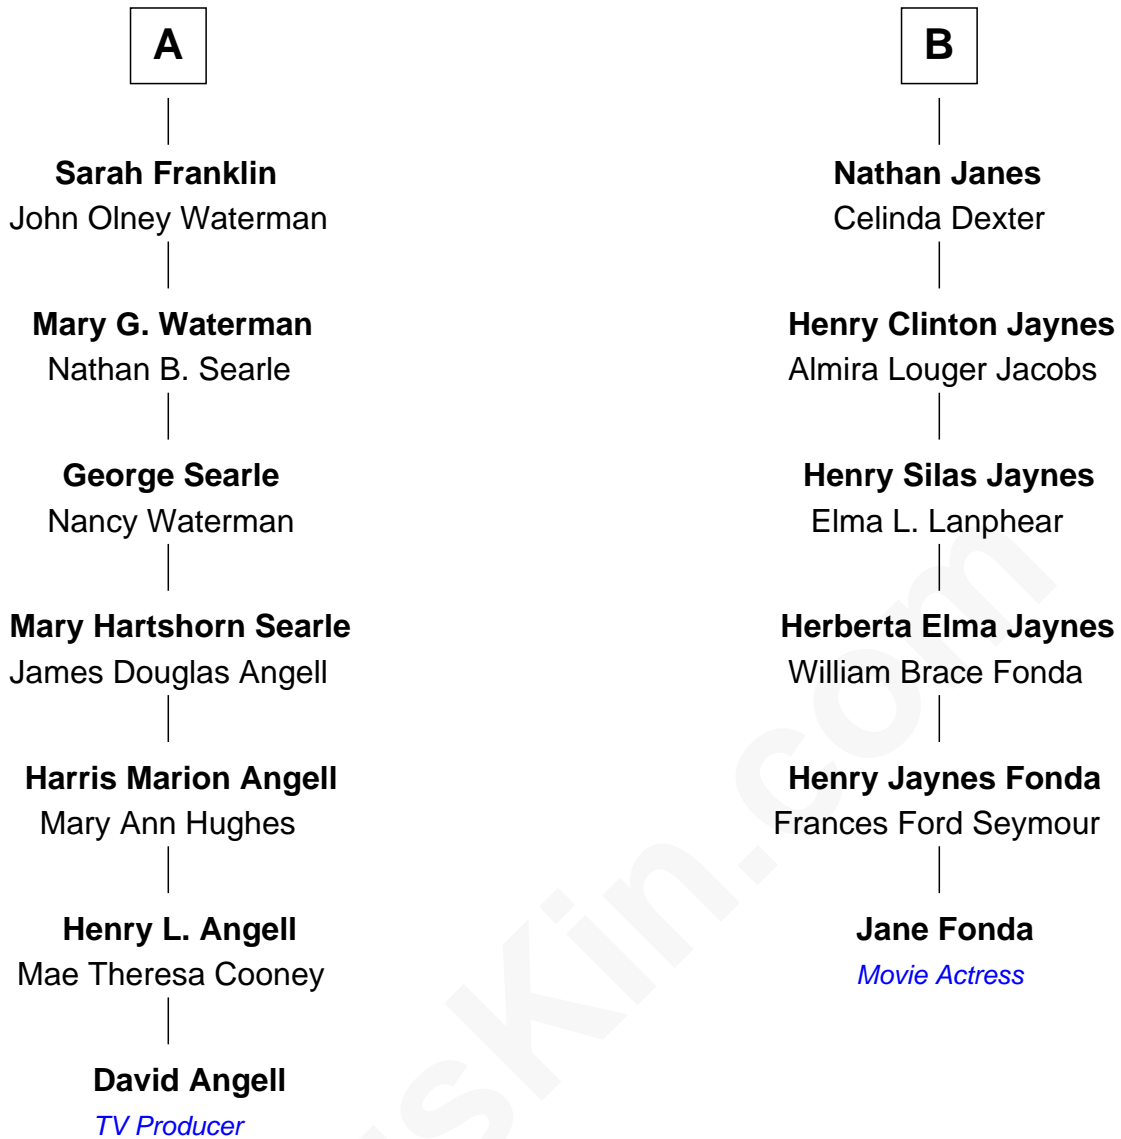 A
Sarah Franklin
John Olney Waterman
Mary G. Waterman
Nathan B. Searle
George Searle
Nancy Waterman
Mary Hartshorn Searle
James Douglas Angell
Harris Marion Angell
Mary Ann Hughes
Henry L. Angell
Mae Theresa Cooney
David Angell
TV Producer
B
Nathan Janes
Celinda Dexter
Henry Clinton Jaynes
Almira Louger Jacobs
Henry Silas Jaynes
Elma L. Lanphear
Herberta Elma Jaynes
William Brace Fonda
Henry Jaynes Fonda
Frances Ford Seymour
Jane Fonda
Movie Actress
sKin.com